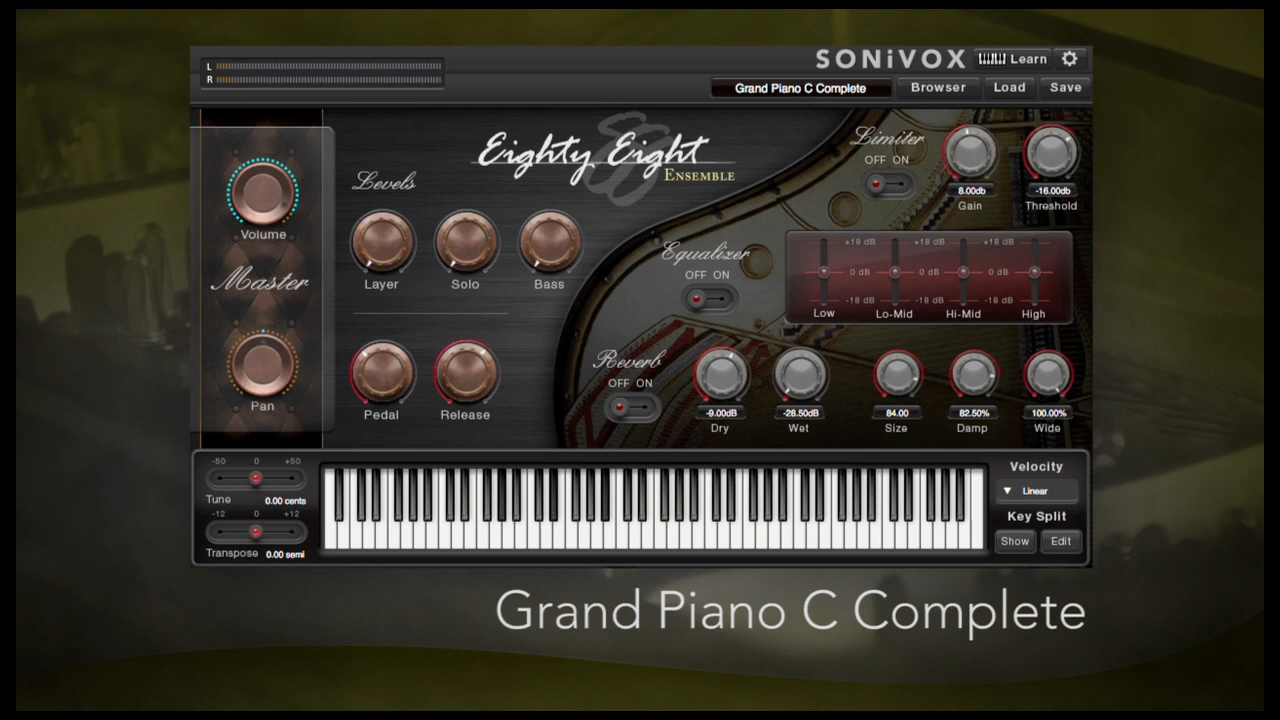 L
R
SONiVOX
Learn
Grand Piano C Complete
Browser
Load
Save
Eighty Eight
ENSEMBLE
Volume
Master
Pan
Levels
Layer
Solo
Bass
Pedal
Release
Limiter
OFF ON
8.00db
-16.00db
Gain
Threshold
Equalizer
OFF ON
+18 dB +18 dB +18 dB
0 dB 0 dB 0 dB
-18 dB -18 dB -18 dB
Low Lo-Mid Hi-Mid High
Reverb
OFF ON
-9.00dB -28.50dB 84.00 82.50% 100.00%
Dry Wet Size Damp Wide
-50 0 +50
Tune 0.00 cents
-12 0 +12
Transpose 0.00 semi
Velocity
Linear
Key Split
Show Edit
Grand Piano C Complete